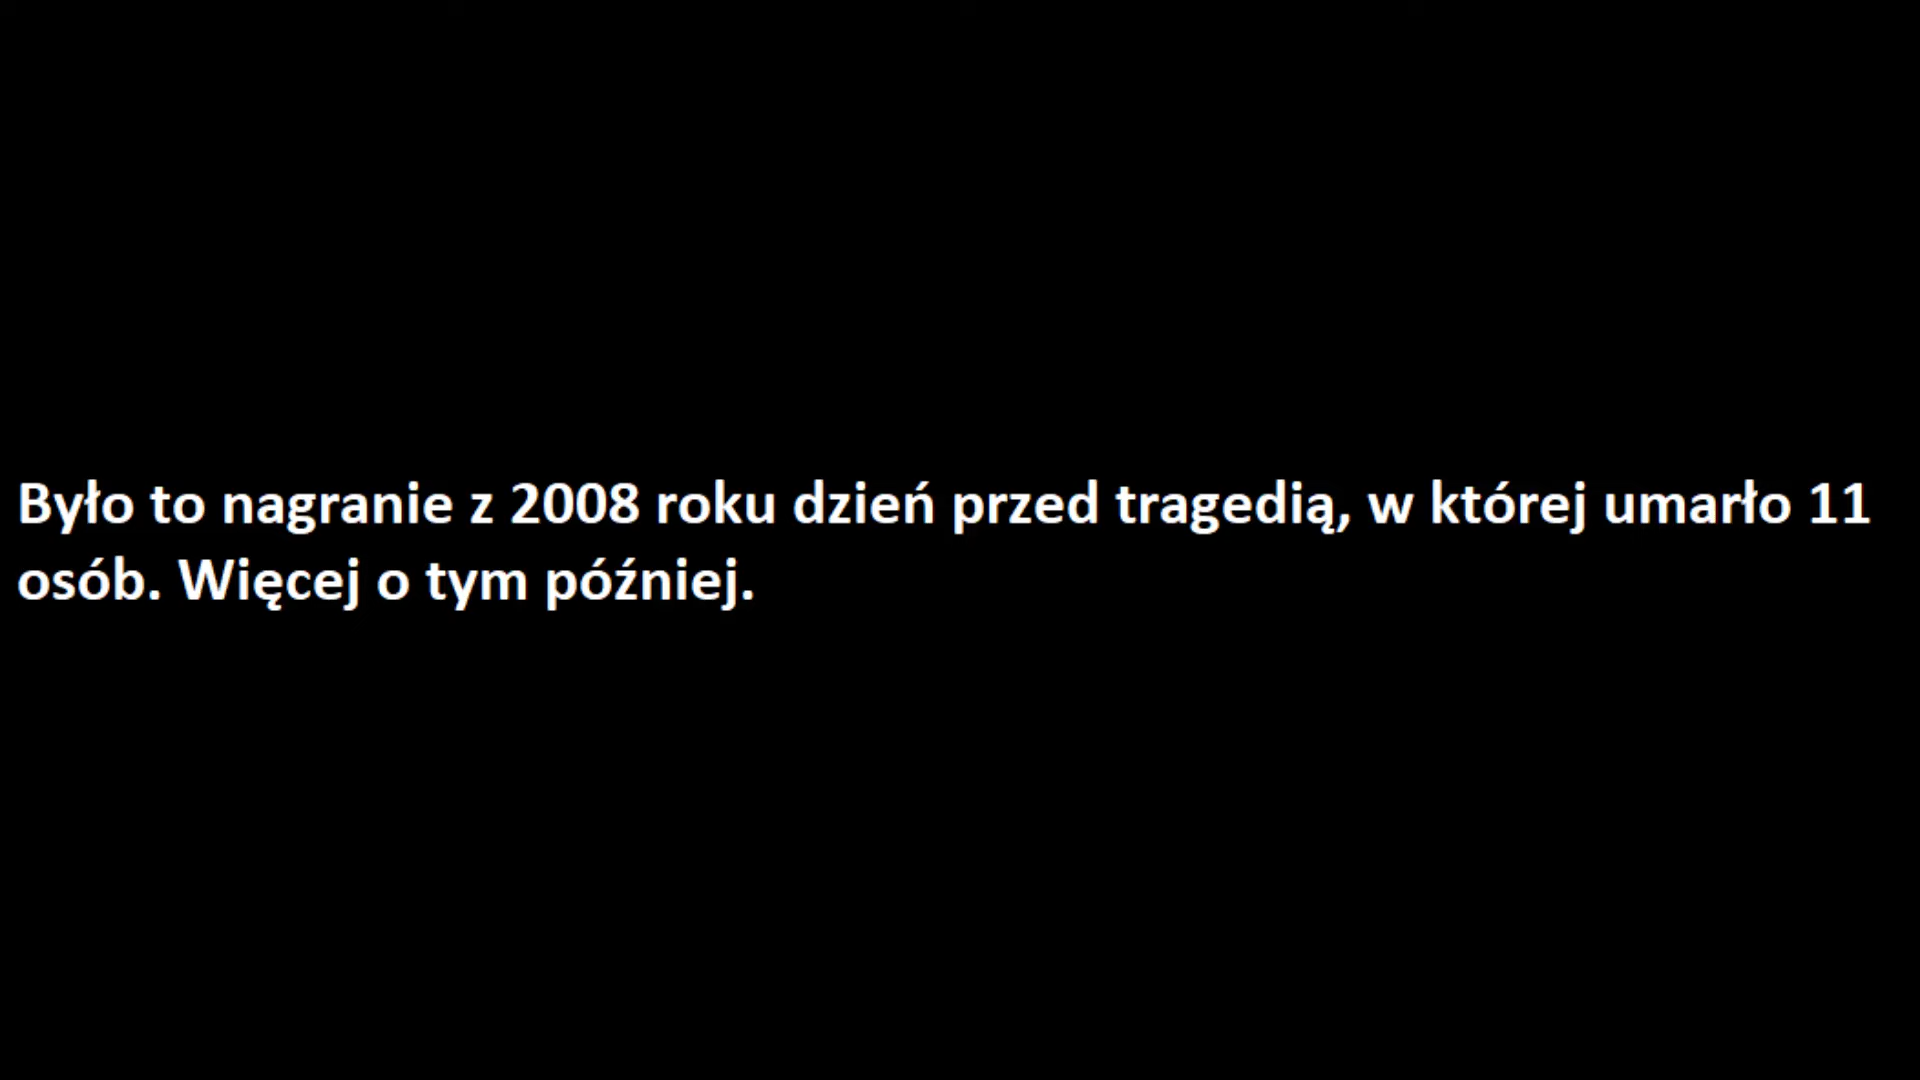 Było to nagranie z 2008 roku dzień przed tragedią, w której umarło 11
osób. Więcej o tym później.